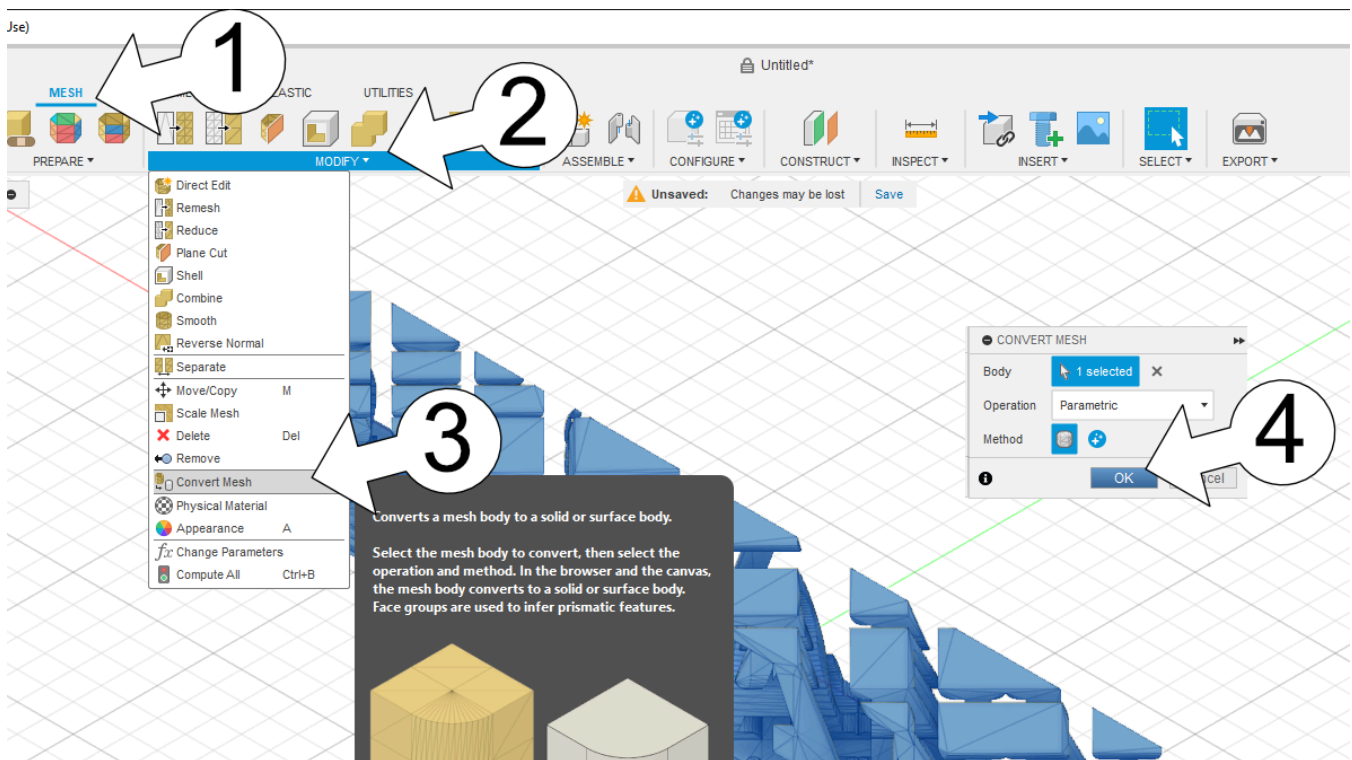 Use)
1
Untitled*
MESH
UTILITIES
2
PREPARE
MODIFY
ASSEMBLE
CONFIGURE
CONSTRUCT
INSPECT
INSERT
SELECT
EXPORT
Unsaved: Changes may be lost Save
Direct Edit
Remesh
Reduce
Plane Cut
Shell
Combine
Smooth
Reverse Normal
Separate
Move/Copy M
Scale Mesh
Delete Del
Remove
Convert Mesh
Physical Material
Appearance A
fx Change Parameters
Compute All Ctrl+B
3
Converts a mesh body to a solid or surface body.
Select the mesh body to convert, then select the
operation and method. In the browser and the canvas,
the mesh body converts to a solid or surface body.
Face groups are used to infer prismatic features.
CONVERT MESH
Body 1 selected
Operation Parametric
Method
OK
4